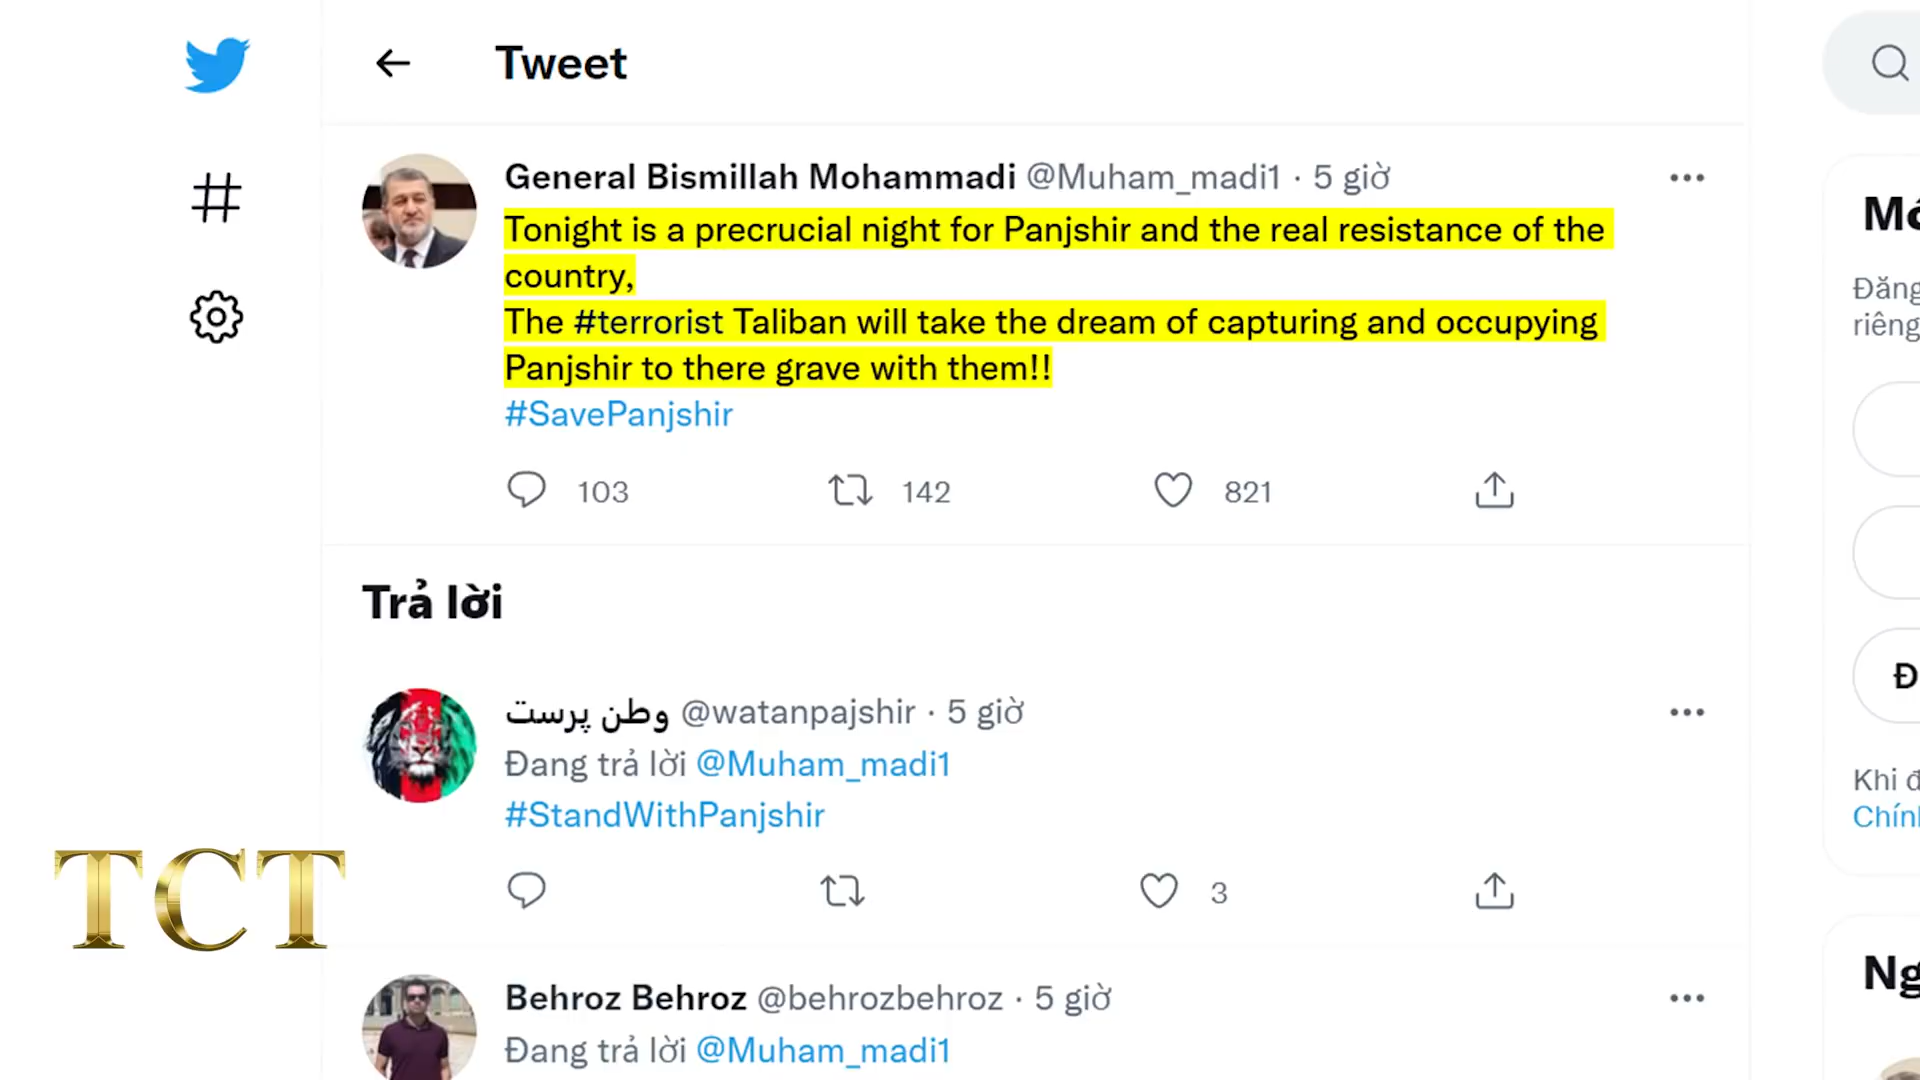 Tweet
General Bismillah Mohammadi @Muham_madi1 · 5 giờ
Tonight is a precrucial night for Panjshir and the real resistance of the
country,
The #terrorist Taliban will take the dream of capturing and occupying
Panjshir to there grave with them!!
#SavePanjshir
103 142 821
Trả lời
وطن پرست @watanpajshir · 5 giờ
Đang trả lời @Muham_madi1
#StandWithPanjshir
3
Behroz Behroz @behrozbehroz · 5 giờ
Đang trả lời @Muham_madi1
TCT
Đăng
riêng
Đ
Khi